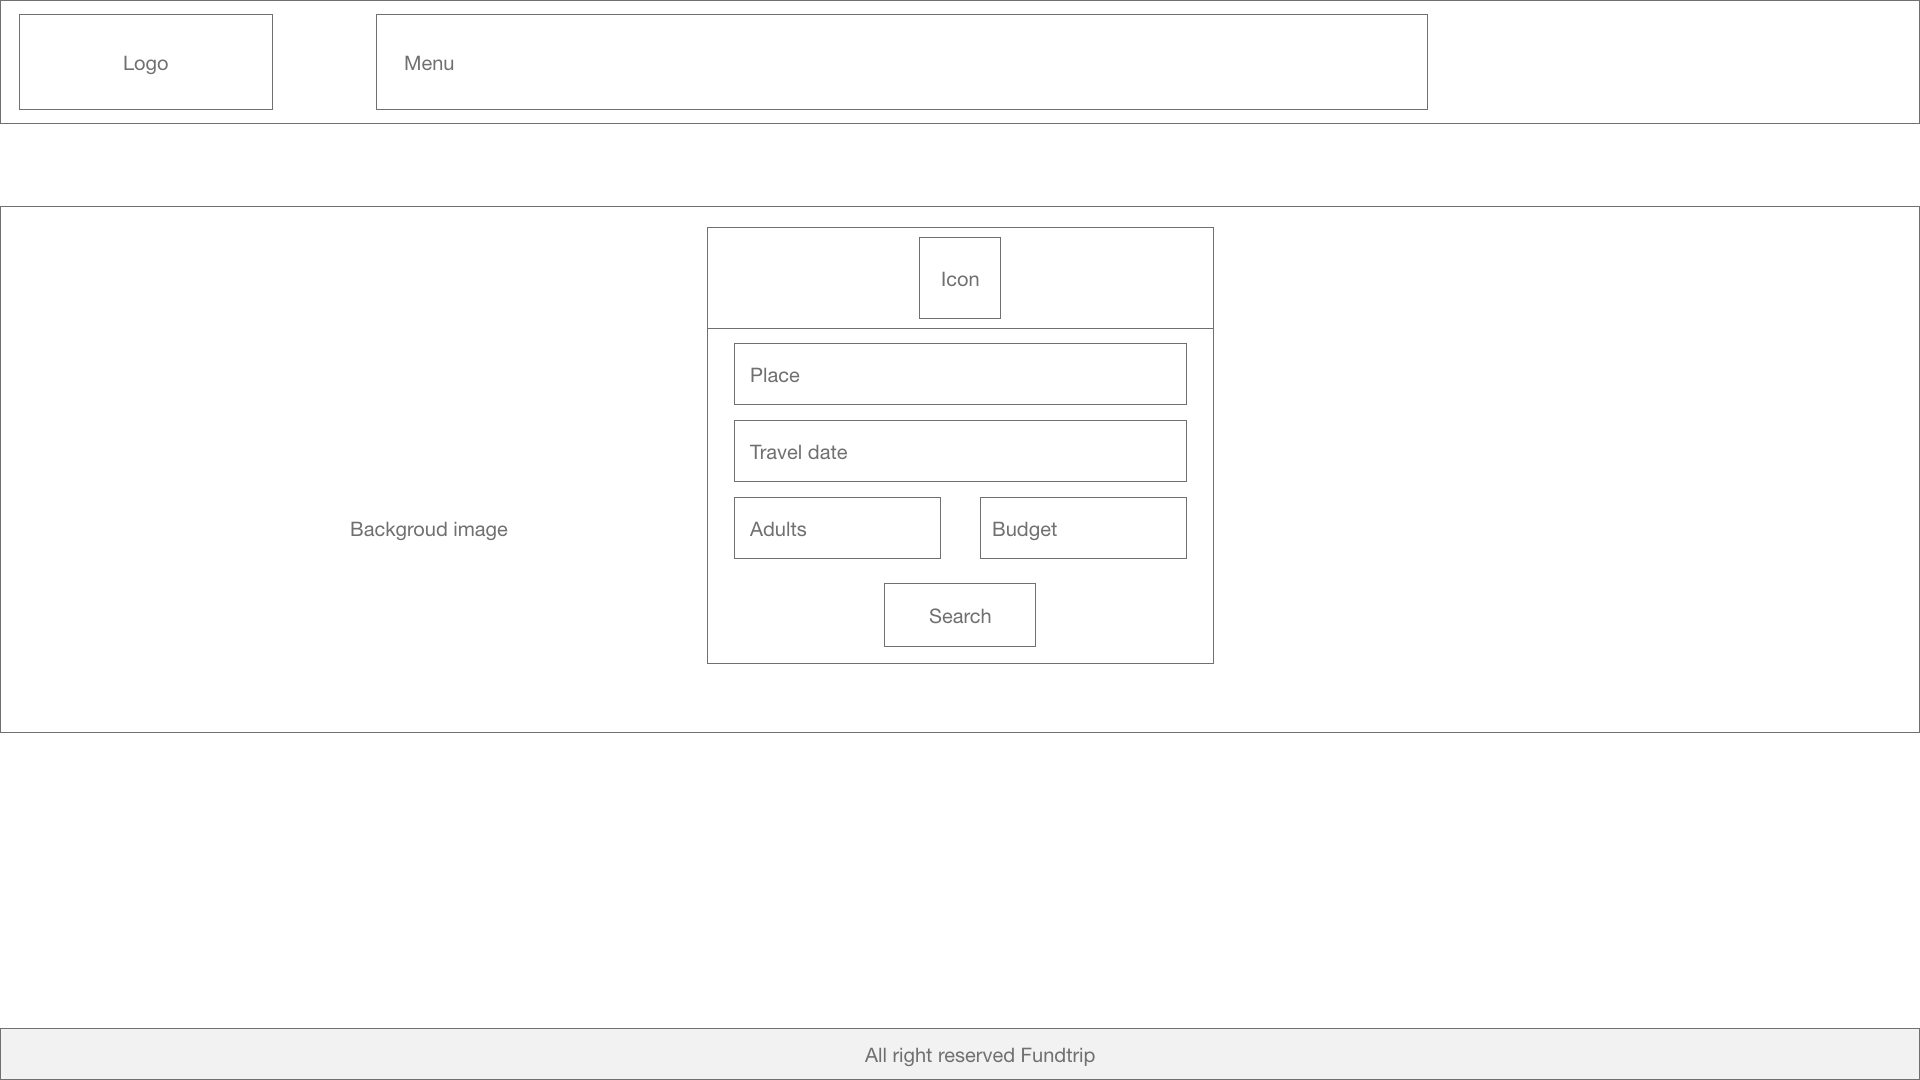 Logo
Menu
Icon
Place
Travel date
Backgroud image
Adults
Budget
Search
All right reserved Fundtrip